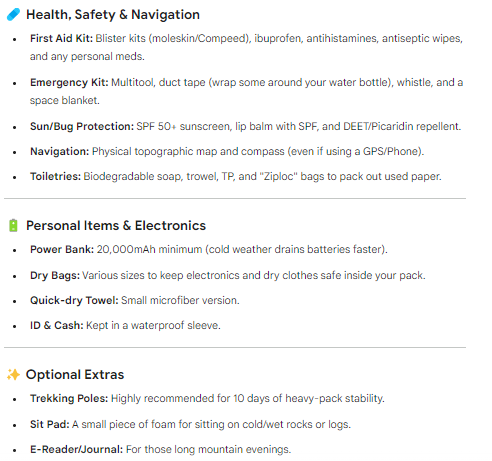 Health, Safety & Navigation
First Aid Kit: Blister kits (moleskin/Compeed), ibuprofen, antihistamines, antiseptic wipes,
and any personal meds.
Emergency Kit: Multitool, duct tape (wrap some around your water bottle), whistle, and a
space blanket.
Sun/Bug Protection: SPF 50+ sunscreen, lip balm with SPF, and DEET/Picaridin repellent.
Navigation: Physical topographic map and compass (even if using a GPS/Phone).
Toiletries: Biodegradable soap, trowel, TP, and "Ziploc" bags to pack out used paper.
Personal Items & Electronics
Power Bank: 20,000mAh minimum (cold weather drains batteries faster).
Dry Bags: Various sizes to keep electronics and dry clothes safe inside your pack.
Quick-dry Towel: Small microfiber version.
ID & Cash: Kept in a waterproof sleeve.
Optional Extras
Trekking Poles: Highly recommended for 10 days of heavy-pack stability.
Sit Pad: A small piece of foam for sitting on cold/wet rocks or logs.
E-Reader/Journal: For those long mountain evenings.